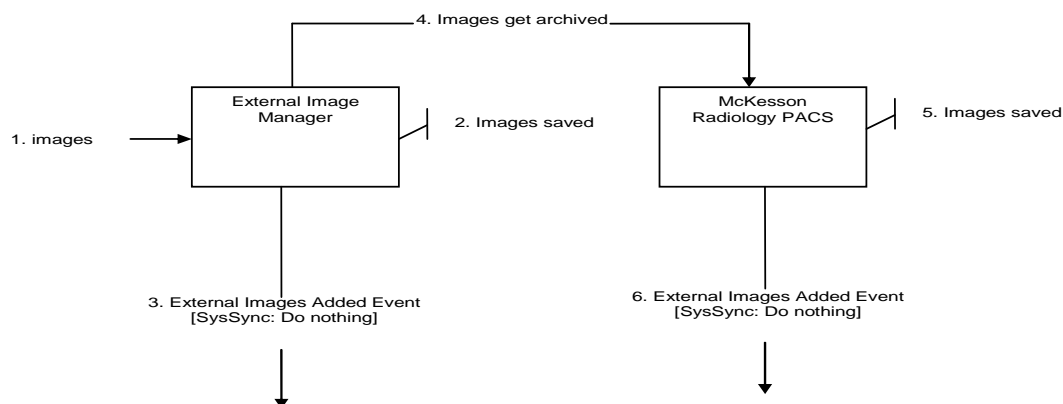 4. Images get archived
External Image
Manager
McKesson
Radiology PACS
1. images
2. Images saved
5. Images saved
3. External Images Added Event
[SysSync: Do nothing]
6. External Images Added Event
[SysSync: Do nothing]